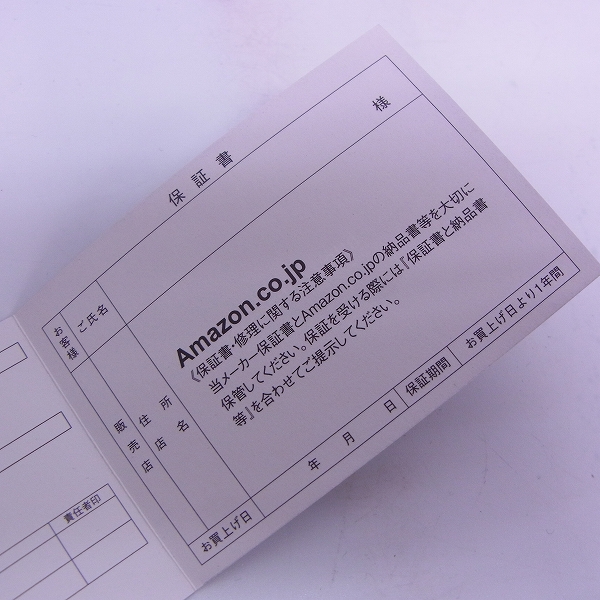 保証書
お客様
ご氏名
様
販売店
住所
店名
Amazon.co.jp
《保証書・修理に関する注意事項》
当メーカー保証書とAmazon.co.jpの納品書等を大切に
保管してください。保証を受ける際には『保証書と納品書
等』を合わせてご提示してください。
お買上げ日
年 月 日
保証期間
お買上げ日より1年間
責任者印